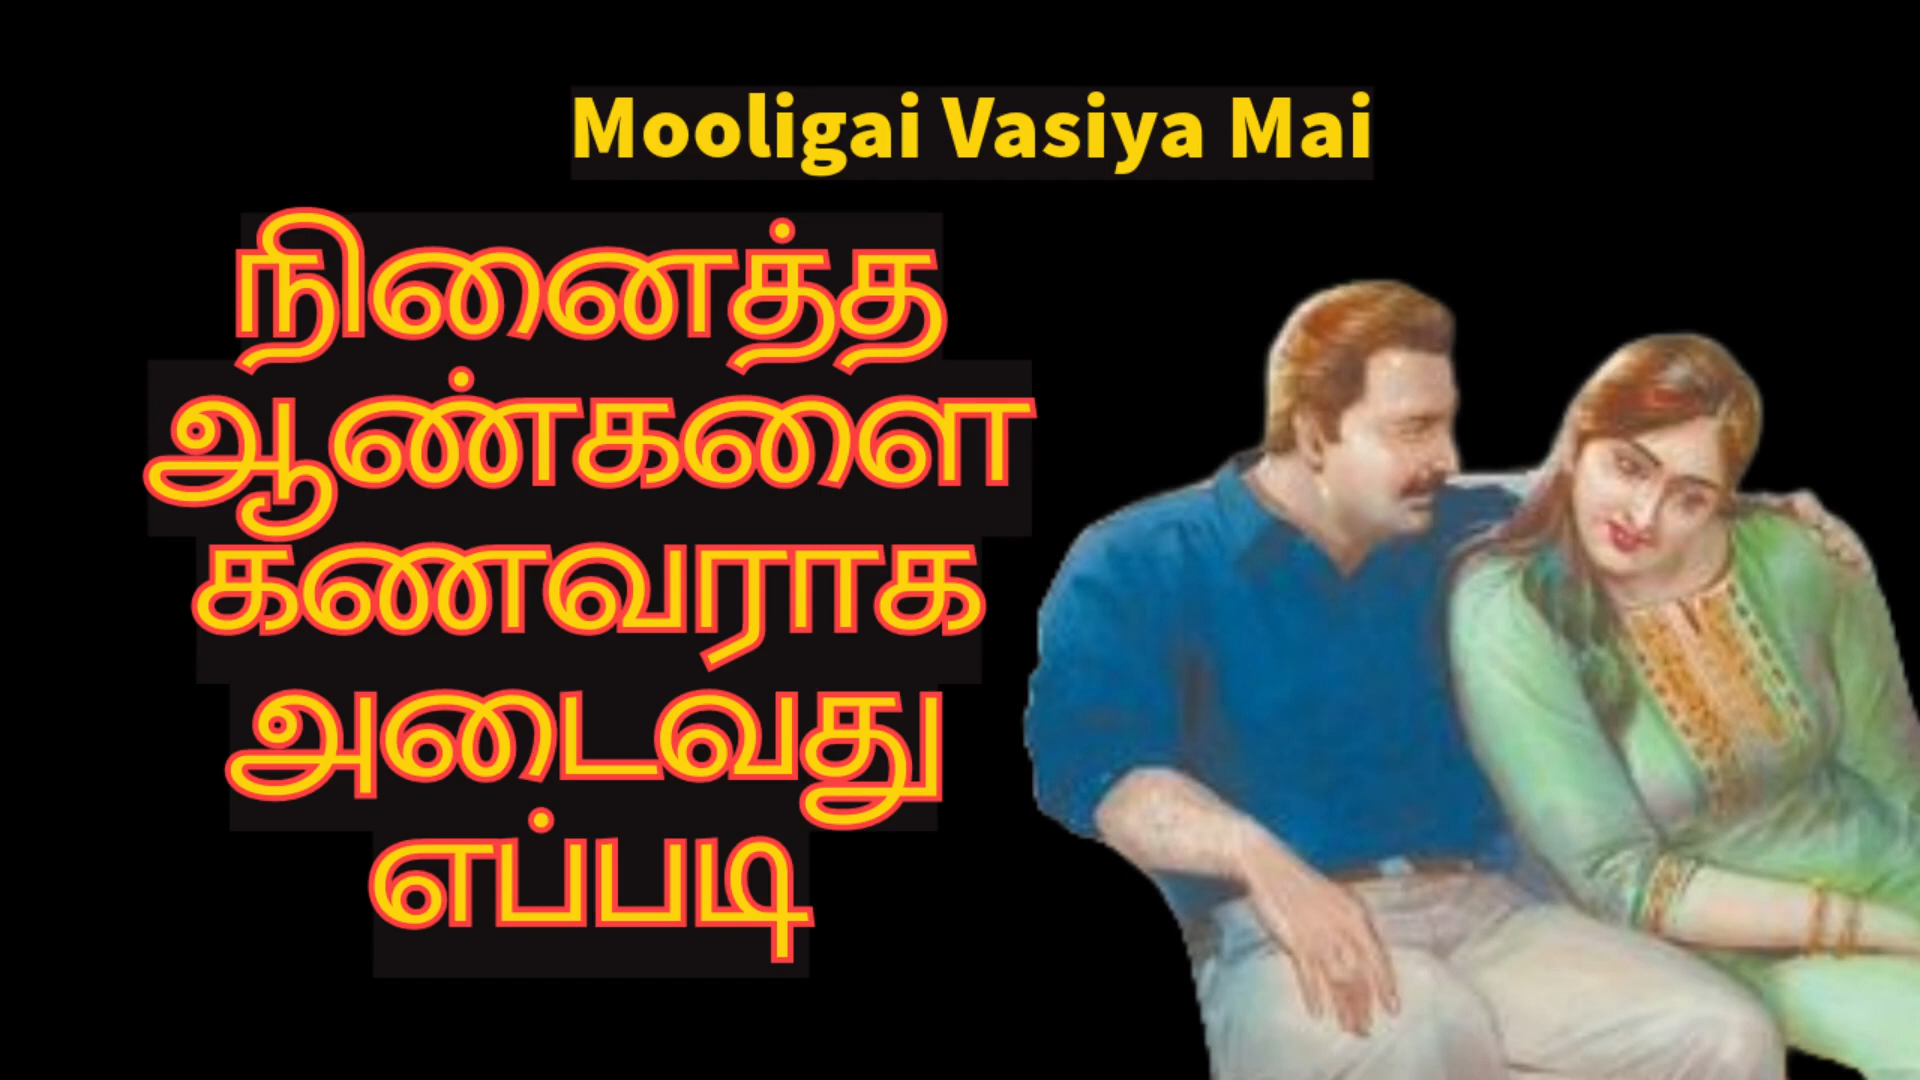 Mooligai Vasiya Mai
நினைத்த
ஆண்களை
கணவராக
அடைவது
எப்படி